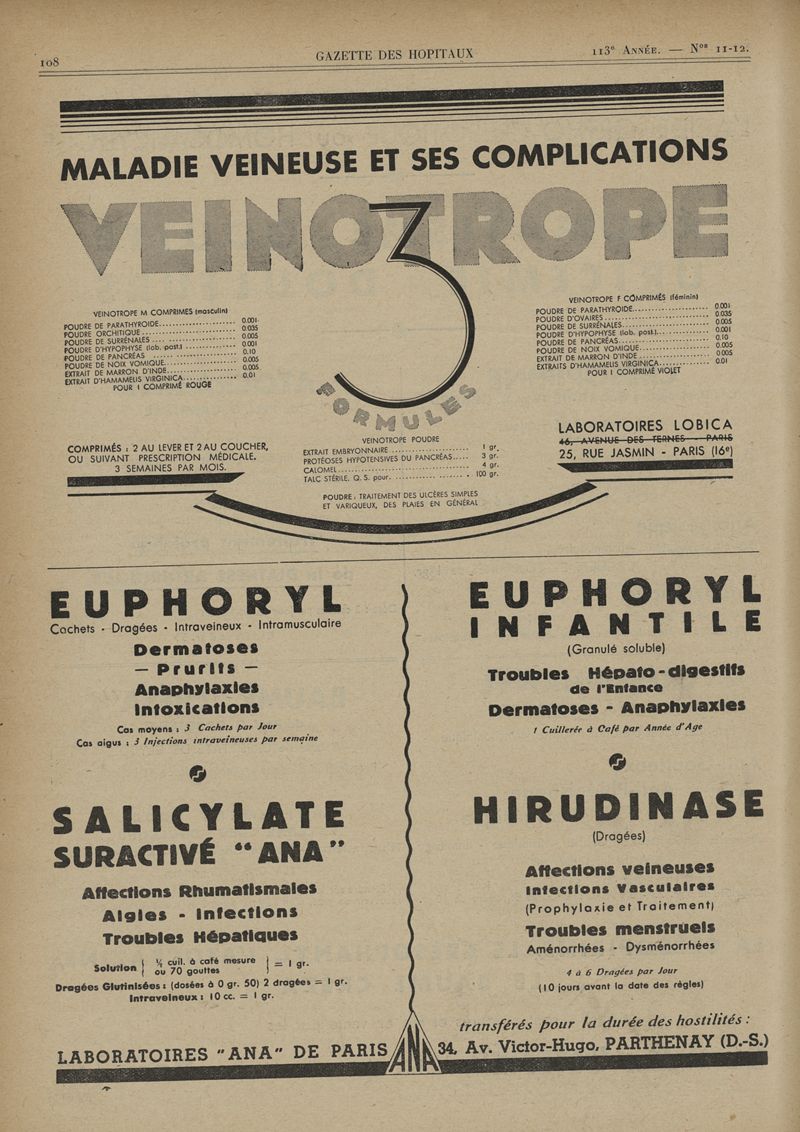 108
GAZETTE DES HOPITAUX
113e ANNÉE. — Nos 11-12.
MALADIE VEINEUSE ET SES COMPLICATIONS
VEINOTROPE
3
FORMULES
VEINOTROPE M COMPRIMES (masculin)
POUDRE DE PARATHYROIDE 0.001
POUDRE ORCHITIQUE 0.035
POUDRE DE SURRÉNALES 0.005
POUDRE D'HYPOPHYSE (lob. post.) 0.001
POUDRE DE PANCRÉAS 0.10
POUDRE DE NOIX VOMIQUE 0.005
EXTRAIT DE MARRON D'INDE 0.005
EXTRAIT D'HAMAMELIS VIRGINICA 0.01
POUR 1 COMPRIMÉ ROUGE
VEINOTROPE F COMPRIMÉS (féminin)
POUDRE DE PARATHYROIDE 0.001
POUDRE D'OVAIRES 0.035
POUDRE DE SURRÉNALES 0.005
POUDRE D'HYPOPHYSE (lob. post.) 0.001
POUDRE DE PANCRÉAS 0.10
POUDRE DE NOIX VOMIQUE 0.005
EXTRAIT DE MARRON D'INDE 0.005
EXTRAITS D'HAMAMELIS VIRGINICA 0.01
POUR 1 COMPRIMÉ VIOLET
COMPRIMÉS : 2 AU LEVER ET 2 AU COUCHER,
OU SUIVANT PRESCRIPTION MÉDICALE.
3 SEMAINES PAR MOIS.
VEINOTROPE POUDRE
EXTRAIT EMBRYONNAIRE 1 gr.
PROTÉOSES HYPOTENSIVES DU PANCRÉAS 3 gr.
CALOMEL 4 gr.
TALC STÉRILE. Q. S. pour 100 gr.
POUDRE : TRAITEMENT DES ULCÈRES SIMPLES
ET VARIQUEUX, DES PLAIES EN GÉNÉRAL
LABORATOIRES LOBICA
46, AVENUE DES TERNES - PARIS
25, RUE JASMIN - PARIS (16e)
EUPHORYL
Cachets - Dragées - Intraveineux - Intramusculaire
Dermatoses
— Prurits —
Anaphylaxies
Intoxications
Cas moyens : 3 Cachets par Jour
Cas aigus : 3 Injections intraveineuses par semaine
SALICYLATE
SURACTIVÉ "ANA"
Affections Rhumatismales
Algies - Infections
Troubles Hépatiques
Solution { ½ cuil. à café mesure
ou 70 gouttes } = 1 gr.
Dragées Glutinisées : (dosées à 0 gr. 50) 2 dragées = 1 gr.
Intraveineux : 10 cc. = 1 gr.
EUPHORYL
INFANTILE
(Granulé soluble)
Troubles Hépato-digestifs
de l'Enfance
Dermatoses - Anaphylaxies
1 Cuillerée à Café par Année d'Age
HIRUDINASE
(Dragées)
Affections veineuses
Infections Vasculaires
(Prophylaxie et Traitement)
Troubles menstruels
Aménorrhées - Dysménorrhées
4 à 6 Dragées par Jour
(10 jours avant la date des règles)
LABORATOIRES "ANA" DE PARIS
ANA
transférés pour la durée des hostilités :
34, Av. Victor-Hugo, PARTHENAY (D.-S.)